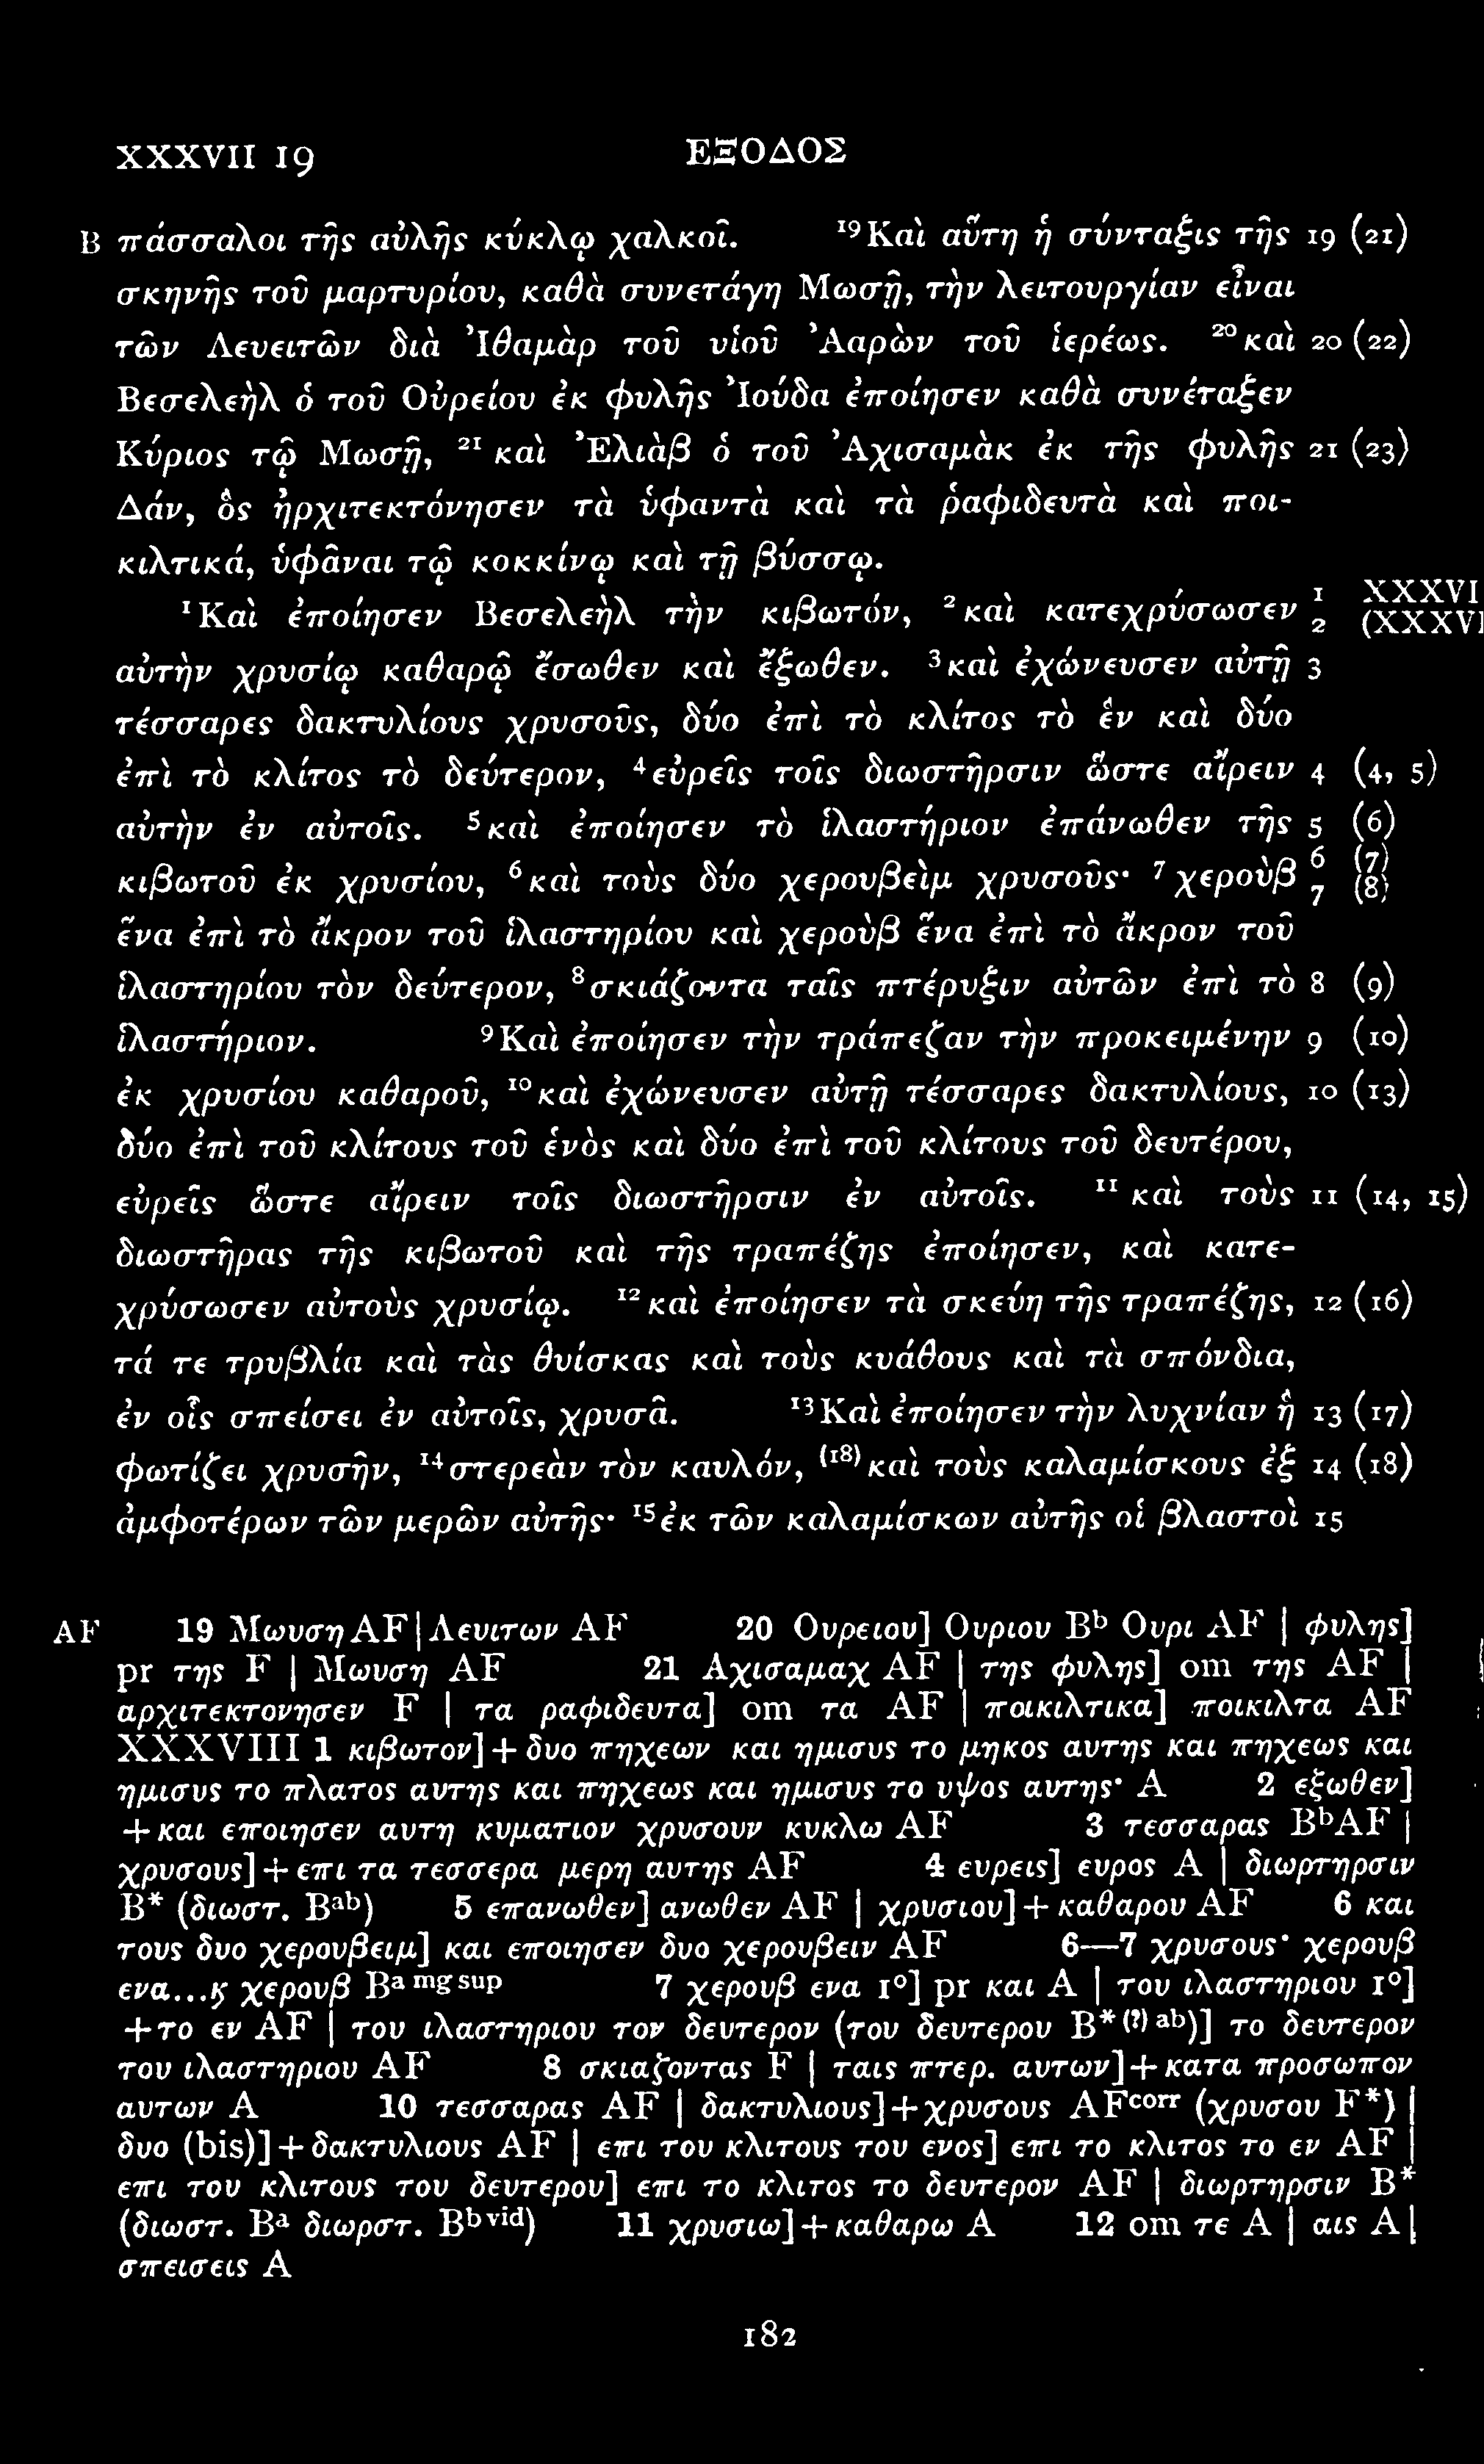 XXXVII 19 ΕΞΟΔΟΣ
B πάσσαλοι τῆς αὐλῆς κύκλῳ χαλκοῖ. ¹⁹Καὶ αὕτη ἡ σύνταξις τῆς 19 (21)
σκηνῆς τοῦ μαρτυρίου, καθὰ συνετάγη Μωσῇ, τὴν λειτουργίαν εἶναι
τῶν Λευειτῶν διὰ Ἰθαμὰρ τοῦ υἱοῦ Ἀαρὼν τοῦ ἱερέως. ²⁰καὶ 20 (22)
Βεσελεὴλ ὁ τοῦ Οὐρείου ἐκ φυλῆς Ἰούδα ἐποίησεν καθὰ συνέταξεν
Κύριος τῷ Μωσῇ, ²¹καὶ Ἐλιὰβ ὁ τοῦ Ἀχισαμὰκ ἐκ τῆς φυλῆς 21 (23)
Δάν, ὃς ἠρχιτεκτόνησεν τὰ ὑφαντὰ καὶ τὰ ῥαφιδευτὰ καὶ ποι-
κιλτικά, ὑφᾶναι τῷ κοκκίνῳ καὶ τῇ βύσσῳ.
¹Καὶ ἐποίησεν Βεσελεὴλ τὴν κιβωτόν, ²καὶ κατεχρύσωσεν 1 2 XXXVI (XXXVI
αὐτὴν χρυσίῳ καθαρῷ ἔσωθεν καὶ ἔξωθεν. ³καὶ ἐχώνευσεν αὐτῇ 3
τέσσαρες δακτυλίους χρυσοῦς, δύο ἐπὶ τὸ κλίτος τὸ ἓν καὶ δύο
ἐπὶ τὸ κλίτος τὸ δεύτερον, ⁴εὑρεῖς τοῖς διωστῆρσιν ὥστε αἴρειν 4 (4, 5)
αὐτὴν ἐν αὐτοῖς. ⁵καὶ ἐποίησεν τὸ ἱλαστήριον ἐπάνωθεν τῆς 5 (6)
κιβωτοῦ ἐκ χρυσίου, ⁶καὶ τοὺς δύο χερουβεὶμ χρυσοῦς· ⁷χεροὺβ 6 (7) 7 (8)
ἕνα ἐπὶ τὸ ἄκρον τοῦ ἱλαστηρίου καὶ χεροὺβ ἕνα ἐπὶ τὸ ἄκρον τοῦ
ἱλαστηρίου τὸν δεύτερον, ⁸σκιάζοντα ταῖς πτέρυξιν αὐτῶν ἐπὶ τὸ 8 (9)
ἱλαστήριον. ⁹Καὶ ἐποίησεν τὴν τράπεζαν τὴν προκειμένην 9 (10)
ἐκ χρυσίου καθαροῦ, ¹⁰καὶ ἐχώνευσεν αὐτῇ τέσσαρες δακτυλίους, 10 (13)
δύο ἐπὶ τοῦ κλίτους τοῦ ἑνὸς καὶ δύο ἐπὶ τοῦ κλίτους τοῦ δευτέρου,
εὑρεῖς ὥστε αἴρειν τοῖς διωστῆρσιν ἐν αὐτοῖς. ¹¹καὶ τοὺς 11 (14, 15)
διωστῆρας τῆς κιβωτοῦ καὶ τῆς τραπέζης ἐποίησεν, καὶ κατε-
χρύσωσεν αὐτοὺς χρυσίῳ. ¹²καὶ ἐποίησεν τὰ σκεύη τῆς τραπέζης, 12 (16)
τά τε τρυβλία καὶ τὰς θυίσκας καὶ τοὺς κυάθους καὶ τὰ σπόνδια,
ἐν οἷς σπείσει ἐν αὐτοῖς, χρυσᾶ. ¹³Καὶ ἐποίησεν τὴν λυχνίαν ἣ 13 (17)
φωτίζει χρυσῆν, ¹⁴στερεὰν τὸν καυλόν, ⁽¹⁸⁾καὶ τοὺς καλαμίσκους ἐξ 14 (18)
ἀμφοτέρων τῶν μερῶν αὐτῆς· ¹⁵ἐκ τῶν καλαμίσκων αὐτῆς οἱ βλαστοὶ 15
AF 19 Μωυση AF | Λευιτων AF 20 Ουρειου] Ουριου Bᵇ Ουρι AF | φυλης]
pr της F | Μωυση AF 21 Αχισαμαχ AF | της φυλης] om της AF |
αρχιτεκτονησεν F | τα ραφιδευτα] om τα AF | ποικιλτικα] ποικιλτα AF
XXXVIII 1 κιβωτον] + δυο πηχεων και ημισυς το μηκος αυτης και πηχεως και
ημισυς το πλατος αυτης και πηχεως και ημισυς το υψος αυτης· A 2 εξωθεν]
+ και εποιησεν αυτη κυματιον χρυσουν κυκλω AF 3 τεσσαρας BᵇAF |
χρυσους] + επι τα τεσσερα μερη αυτης AF 4 ευρεις] ευρος A | διωρτηρσιν
B* (διωστ. Bᵃᵇ) 5 επανωθεν] ανωθεν AF | χρυσιου] + καθαρου AF 6 και
τους δυο χερουβειμ] και εποιησεν δυο χερουβειν AF 6—7 χρυσους· χερουβ
ενα...ϗ χερουβ Bᵃ ᵐᵍ ˢᵘᵖ 7 χερουβ ενα 1°] pr και A | του ιλαστηριου 1°]
+ το εν AF | του ιλαστηριου τον δευτερον (του δευτερου B*⁽?⁾ᵃᵇ)] το δευτερον
του ιλαστηριου AF 8 σκιαζοντας F | ταις πτερ. αυτων] + κατα προσωπον
αυτων A 10 τεσσαρας AF | δακτυλιους] + χρυσους AFᶜᵒʳʳ (χρυσου F*) |
δυο (bis)] + δακτυλιους AF | επι του κλιτους του ενος] επι το κλιτος το εν AF |
επι του κλιτους του δευτερου] επι το κλιτος το δευτερον AF | διωρτηρσιν B*
(διωστ. Bᵃ διωρστ. Bᵇᵛⁱᵈ) 11 χρυσιω] + καθαρω A 12 om τε A | αις A |
σπεισεις A
182